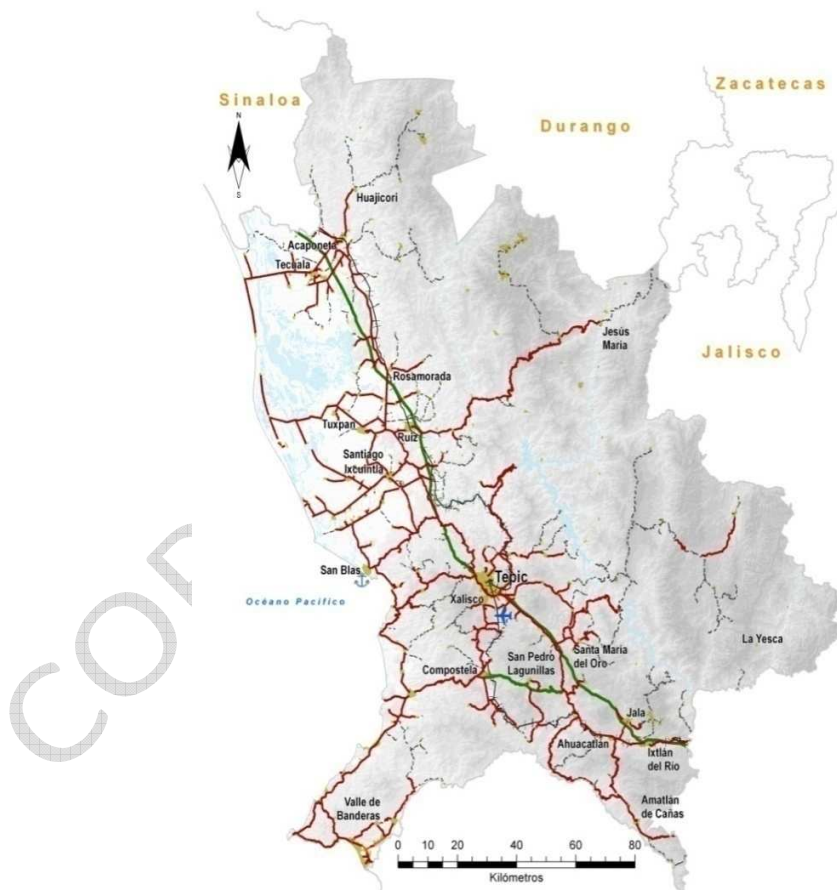 Zacatecas
Sinaloa
Durango
N
S
Huajicori
Acaponeta
Tecuala
Jesús
María
Jalisco
Rosamorada
Tuxpan
Ruíz
Santiago
Ixcuintla
San Blas
Tepic
Océano Pacífico
Xalisco
La Yesca
Santa María
del Oro
San Pedro
Lagunillas
Compostela
Jala
Ahuacatlán
Ixtlán
del Río
Valle de
Banderas
Amatlán
de Cañas
0 10 20 40 60 80
Kilómetros
COP